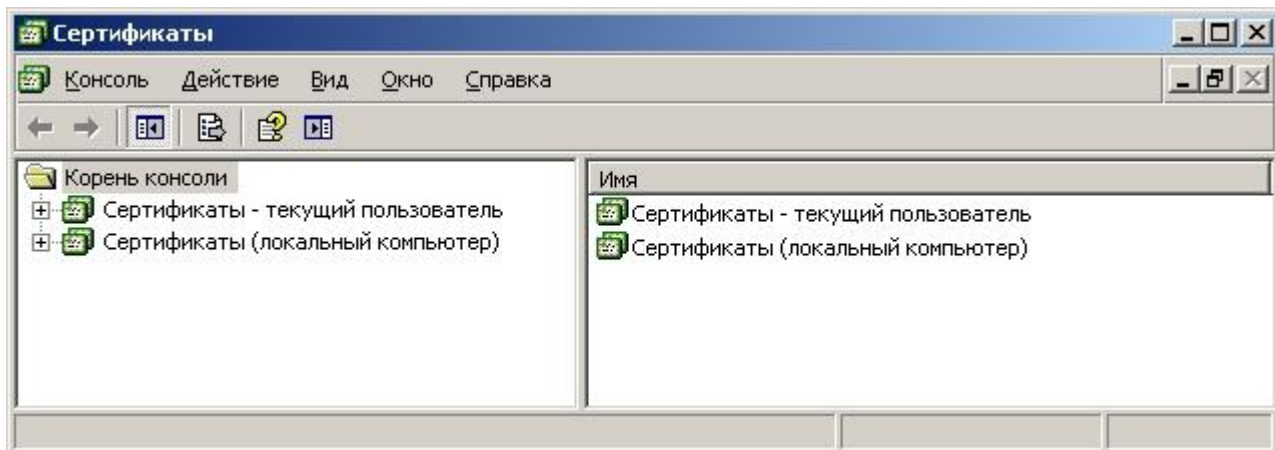 Сертификаты
Консоль Действие Вид Окно Справка
Корень консоли
Сертификаты - текущий пользователь
Сертификаты (локальный компьютер)
Имя
Сертификаты - текущий пользователь
Сертификаты (локальный компьютер)